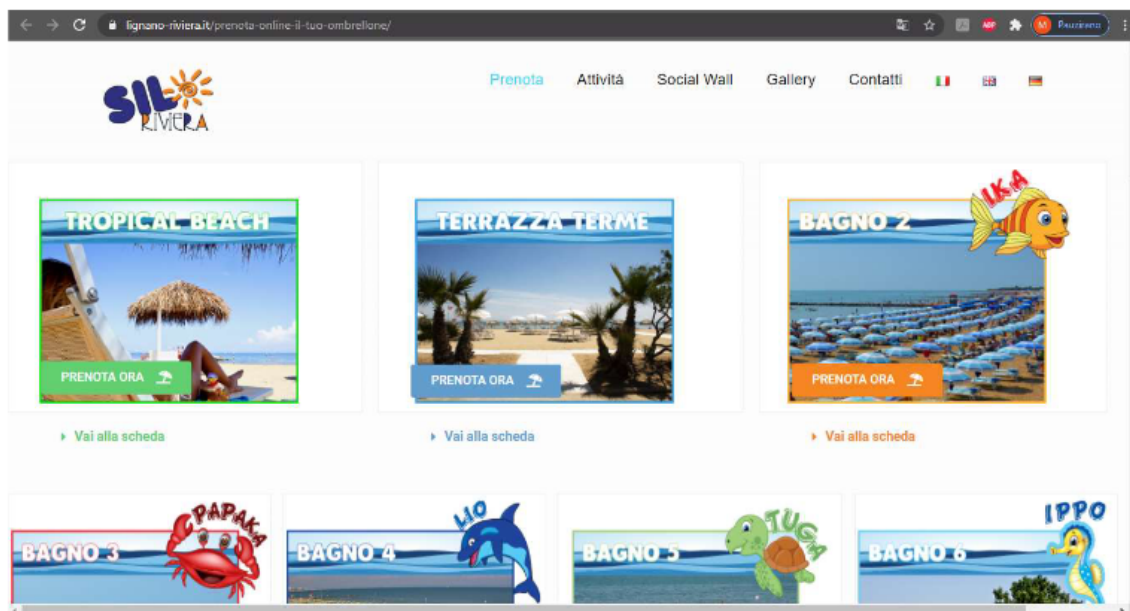 lignano-riviera.it/prenota-online-il-tuo-ombrellone/
ABP
M
SIL
RIVIERA
Prenota Attività Social Wall Gallery Contatti
TROPICAL BEACH
TERRAZZA TERME
BAGNO 2
IKA
PRENOTA ORA
PRENOTA ORA
PRENOTA ORA
Vai alla scheda
Vai alla scheda
Vai alla scheda
BAGNO 3
PAPAKA
BAGNO 4
LIO
BAGNO 5
TUGA
BAGNO 6
IPPO